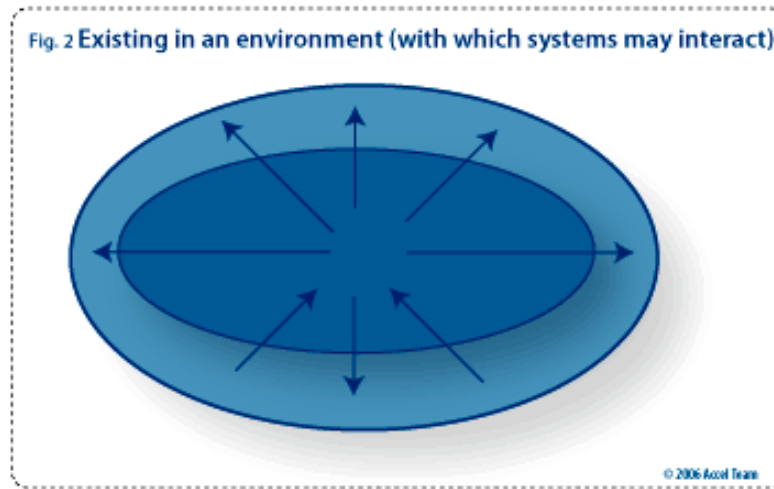 Fig. 2 Existing in an environment (with which systems may interact)
© 2006 Accel Team